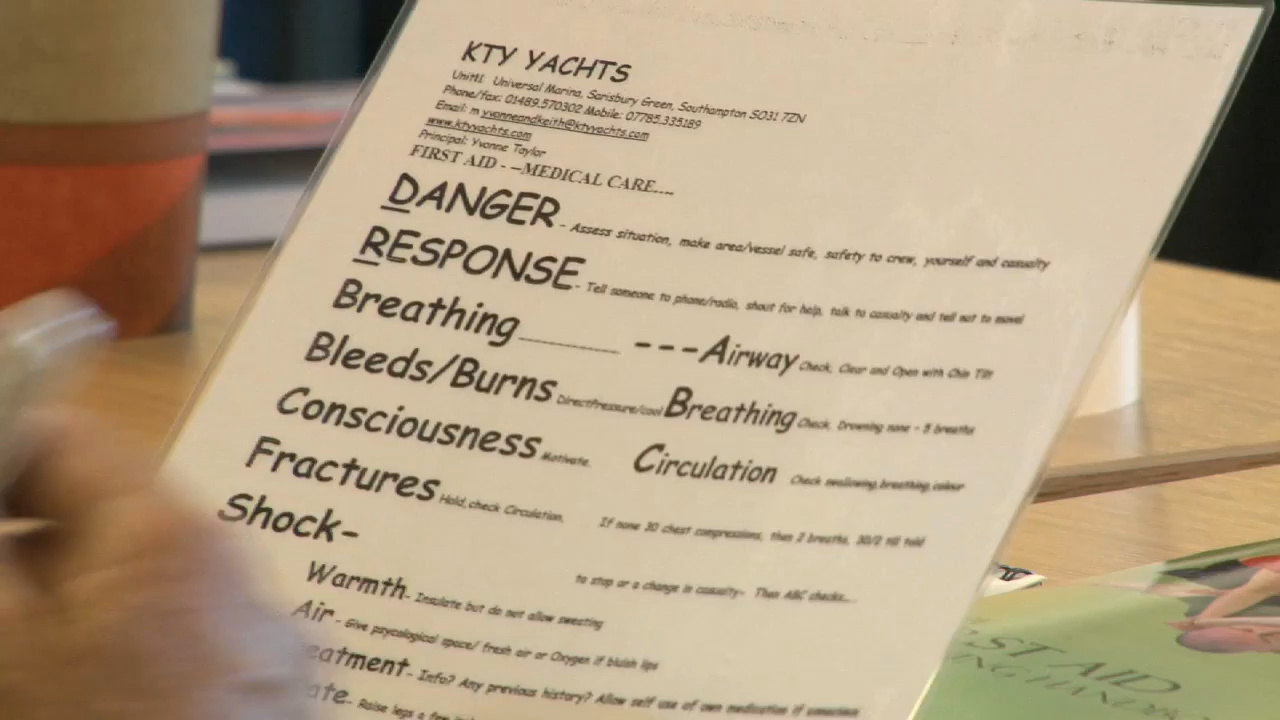 KTY YACHTS
Unit11. Universal Marina, Sarisbury Green, Southampton SO31 7ZN
Phone/fax: 01489.570302 Mobile: 07785.335189
Email: m yvonneandkeith@ktyyachts.com
www.ktyyachts.com
Principal: Yvonne Taylor
FIRST AID - –MEDICAL CARE....
DANGER - Assess situation, make area/vessel safe, safety to crew, yourself and casualty
RESPONSE - Tell someone to phone/radio, shout for help, talk to casualty and tell not to move!
Breathing______ ---Airway Check, Clear and Open with Chin Tilt
Bleeds/Burns DirectPressure/cool Breathing Check. Drowning none - 5 breaths
Consciousness Motivate. Circulation Check swallowing,breathing,colour
Fractures Hold,check Circulation. If none 30 chest compressions, then 2 breaths, 30/2 till told
Shock- to stop or a change in casualty- Then ABC checks....
Warmth. Insulate but do not allow sweating
Air - Give psycological space/ fresh air or Oxygen if bluish lips
eatment- Info? Any previous history? Allow self use of own medication if conscious
ate. Raise legs a few
ST AID